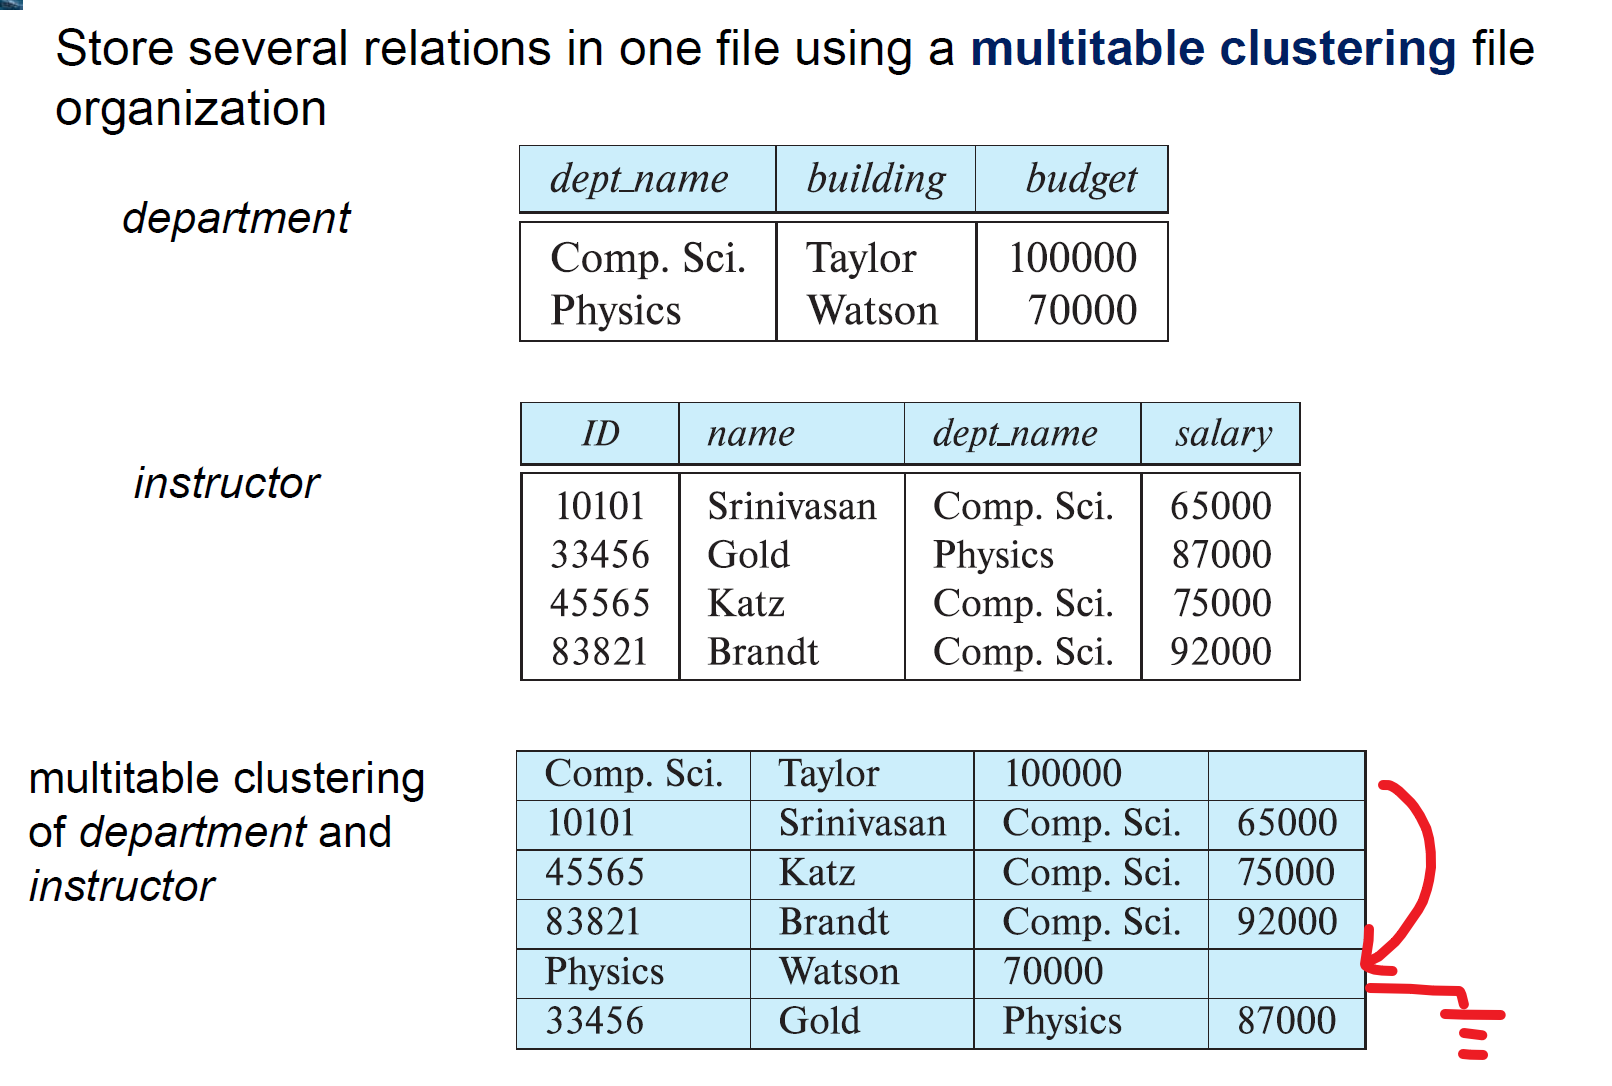 Store several relations in one file using a multitable clustering file
organization
department
dept_name building budget
Comp. Sci. Taylor 100000
Physics Watson 70000
instructor
ID name dept_name salary
10101 Srinivasan Comp. Sci. 65000
33456 Gold Physics 87000
45565 Katz Comp. Sci. 75000
83821 Brandt Comp. Sci. 92000
multitable clustering
of department and
instructor
Comp. Sci. Taylor 100000
10101 Srinivasan Comp. Sci. 65000
45565 Katz Comp. Sci. 75000
83821 Brandt Comp. Sci. 92000
Physics Watson 70000
33456 Gold Physics 87000